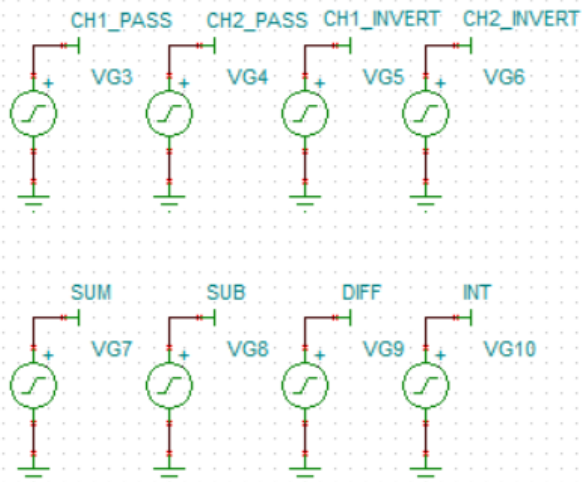 CH1_PASS CH2_PASS CH1_INVERT CH2_INVERT
VG3 VG4 VG5 VG6
+ + + +
SUM SUB DIFF INT
VG7 VG8 VG9 VG10
+ + + +